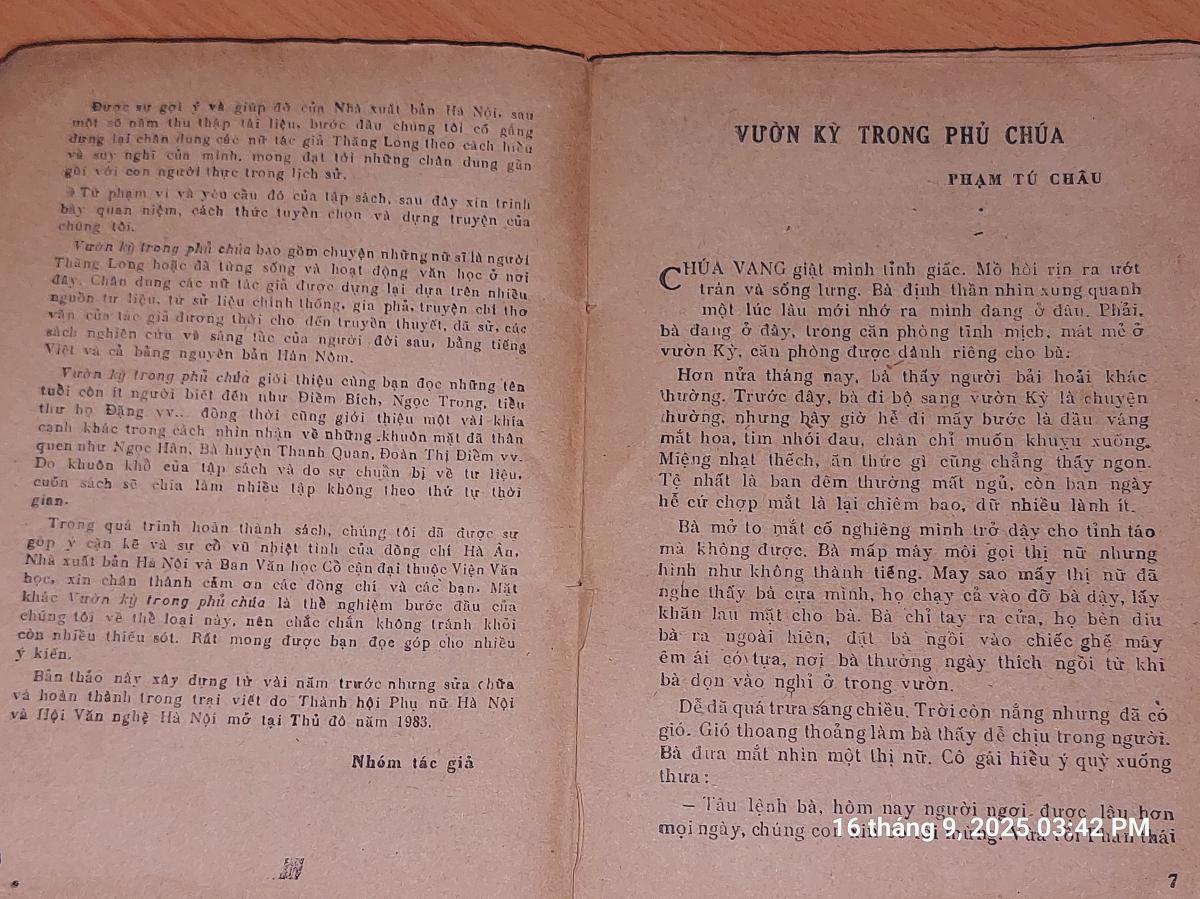 Được sự gợi ý và giúp đỡ của Nhà xuất bản Hà Nội, sau
một số năm thu thập tài liệu, bước đầu chúng tôi cố gắng
dựng lại chân dung các nữ tác giả Thăng Long theo cách hiểu
và suy nghĩ của mình, mong đạt tới những chân dung gần
gũi với con người thực trong lịch sử.
Từ phạm vi và yêu cầu đó của tập sách, sau đây xin trình
bày quan niệm, cách thức tuyển chọn và dựng truyện của
chúng tôi.
Vườn kỳ trong phủ chúa bao gồm chuyện những nữ sĩ là người
Thăng Long hoặc đã từng sống và hoạt động văn học ở nơi
đây. Chân dung các nữ tác giả được dựng lại dựa trên nhiều
nguồn tư liệu, từ sử liệu chính thống, gia phả, truyện chí thơ
văn của tác giả đương thời cho đến truyền thuyết, dã sử, các
sách nghiên cứu về sáng tác của người đời sau, bằng tiếng
Việt và cả bằng nguyên bản Hán Nôm.
Vườn kỳ trong phủ chúa giới thiệu cùng bạn đọc những tên
tuổi còn ít người biết đến như Điềm Bích, Ngọc Trong, tiểu
thư họ Đặng vv... đồng thời cũng giới thiệu một vài khía
cạnh khác trong cách nhìn nhận về những khuôn mặt đã thân
quen như Ngọc Hân, Bà huyện Thanh Quan, Đoàn Thị Điểm vv.
Do khuôn khổ của tập sách và do sự chuẩn bị về tư liệu,
cuốn sách sẽ chia làm nhiều tập không theo thứ tự thời
gian.
Trong quá trình hoàn thành sách, chúng tôi đã được sự
góp ý cặn kẽ và sự cổ vũ nhiệt tình của đồng chí Hà Ân,
Nhà xuất bản Hà Nội và Ban Văn học Cổ cận đại thuộc Viện Văn
học, xin chân thành cảm ơn các đồng chí và các bạn. Mặt
khác Vườn kỳ trong phủ chúa là thể nghiệm bước đầu của
chúng tôi về thể loại này, nên chắc chắn không tránh khỏi
còn nhiều thiếu sót. Rất mong được bạn đọc góp cho nhiều
ý kiến.
Bản thảo này xây dựng từ vài năm trước nhưng sửa chữa
và hoàn thành trong trại viết do Thành hội Phụ nữ Hà Nội
và Hội Văn nghệ Hà Nội mở tại Thủ đô năm 1983.
Nhóm tác giả
VƯỜN KỲ TRONG PHỦ CHÚA
PHẠM TÚ CHÂU
CHÚA VANG giật mình tỉnh giấc. Mồ hôi rịn ra ướt
trán và sống lưng. Bà định thần nhìn xung quanh
một lúc lâu mới nhớ ra mình đang ở đâu. Phải,
bà đang ở đây, trong căn phòng tĩnh mịch, mát mẻ ở
vườn Kỳ, căn phòng được dành riêng cho bà.
Hơn nửa tháng nay, bà thấy người bải hoải khác
thường. Trước đây, bà đi bộ sang vườn Kỳ là chuyện
thường, nhưng bây giờ hễ đi mấy bước là đầu váng
mắt hoa, tim nhói đau, chân chỉ muốn khuỵu xuống.
Miệng nhạt thếch, ăn thức gì cũng chẳng thấy ngon.
Tệ nhất là ban đêm thường mất ngủ, còn ban ngày
hễ cứ chợp mắt là lại chiêm bao, dữ nhiều lành ít.
Bà mở to mắt cố nghiêng mình trở dậy cho tỉnh táo
mà không được. Bà mấp máy môi gọi thị nữ nhưng
hình như không thành tiếng. May sao mấy thị nữ đã
nghe thấy bà cựa mình, họ chạy cả vào đỡ bà dậy, lấy
khăn lau mặt cho bà. Bà chỉ tay ra cửa, họ bèn dìu
bà ra ngoài hiên, đặt bà ngồi vào chiếc ghế mây
êm ái có tựa, nơi bà thường ngày thích ngồi từ khi
bà dọn vào nghỉ ở trong vườn.
Dễ đã quá trưa sang chiều. Trời còn nắng nhưng đã có
gió. Gió thoang thoảng làm bà thấy dễ chịu trong người.
Bà đưa mắt nhìn một thị nữ. Cô gái hiểu ý quỳ xuống
thưa:
— Tâu lệnh bà, hôm nay người ngơi được lâu hơn
mọi ngày, chúng con mừng. Vừa rồi Phan thái
16 tháng 9, 2025 03:42 PM
7